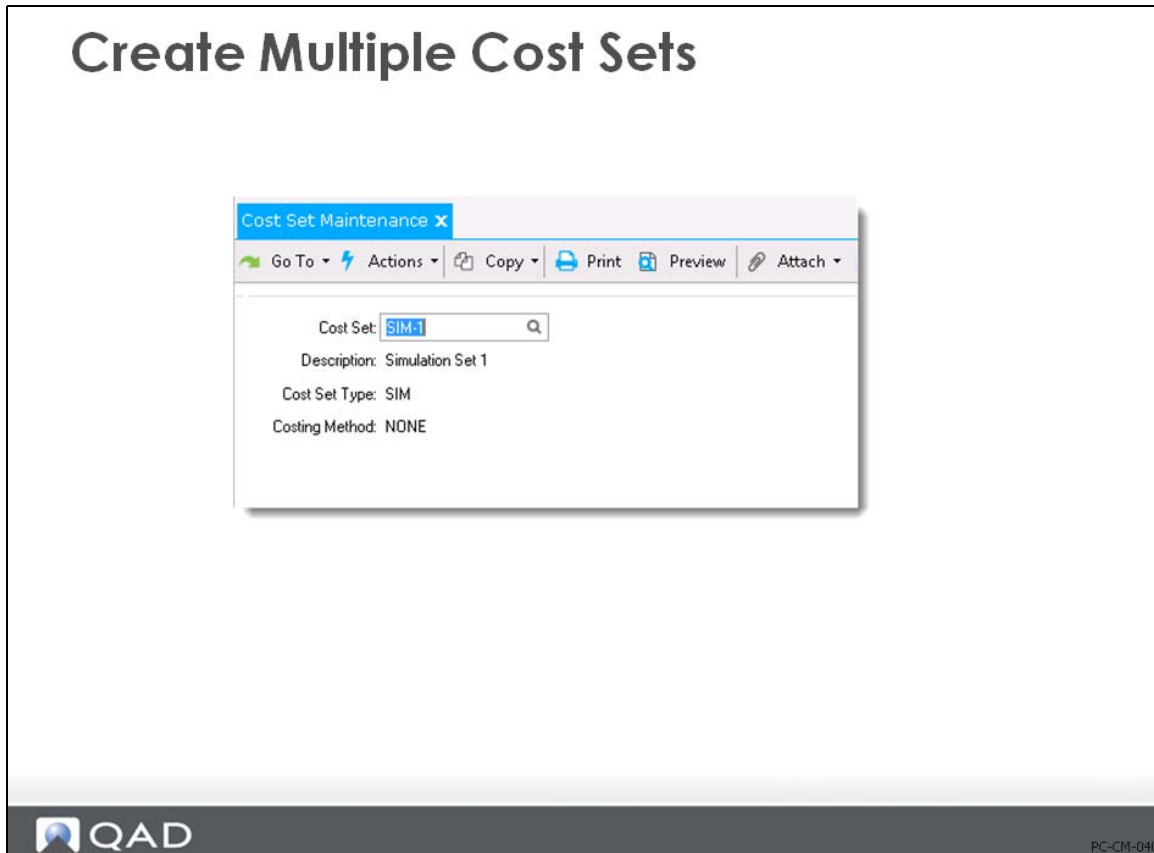 Create Multiple Cost Sets
Cost Set Maintenance x
Go To Actions Copy Print Preview Attach
Cost Set: SIM-1
Description: Simulation Set 1
Cost Set Type: SIM
Costing Method: NONE
QAD